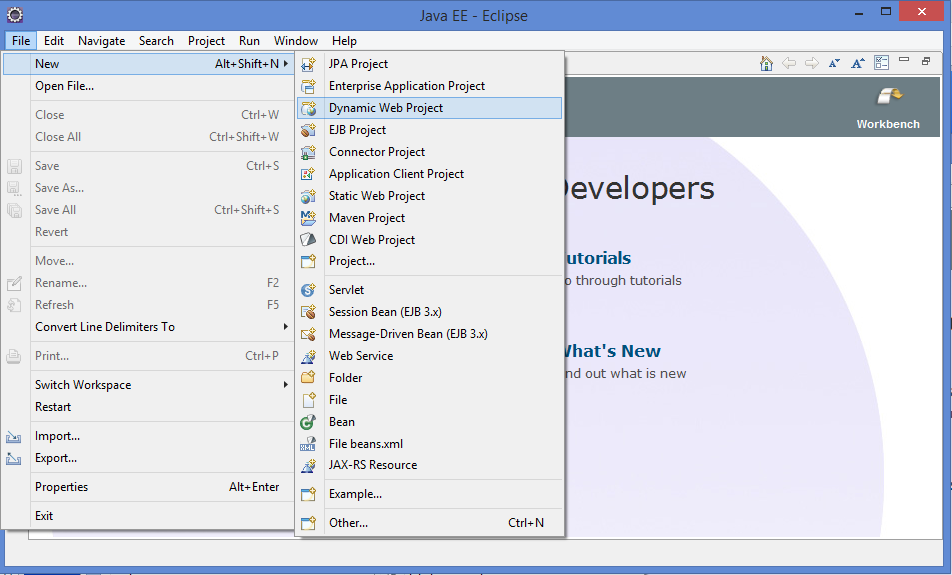 Java EE - Eclipse
File Edit Navigate Search Project Run Window Help
New Alt+Shift+N
Open File...
Close Ctrl+W
Close All Ctrl+Shift+W
Save Ctrl+S
Save As...
Save All Ctrl+Shift+S
Revert
Move...
Rename... F2
Refresh F5
Convert Line Delimiters To
Print... Ctrl+P
Switch Workspace
Restart
Import...
Export...
Properties Alt+Enter
Exit
JPA Project
Enterprise Application Project
Dynamic Web Project
EJB Project
Connector Project
Application Client Project
Static Web Project
Maven Project
CDI Web Project
Project...
Servlet
Session Bean (EJB 3.x)
Message-Driven Bean (EJB 3.x)
Web Service
Folder
File
Bean
File beans.xml
JAX-RS Resource
Example...
Other... Ctrl+N
Workbench
Developers
utorials
o through tutorials
What's New
nd out what is new